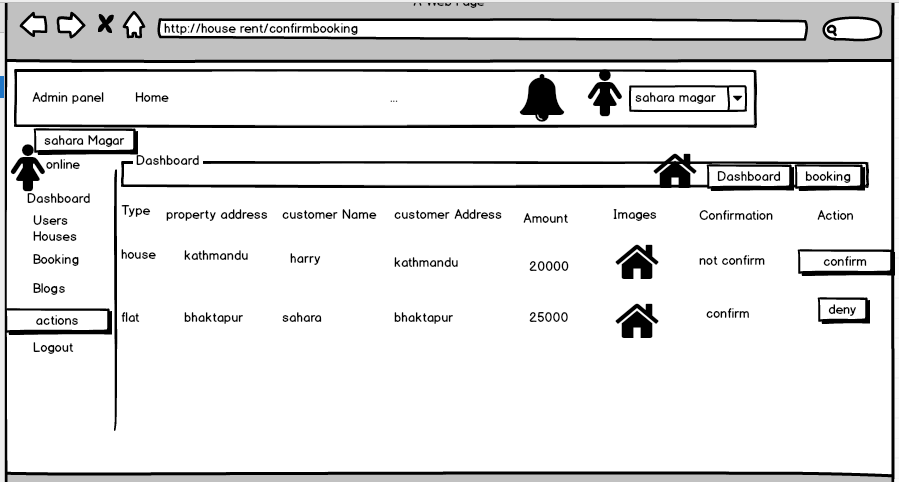 A Web Page
http://house rent/confirmbooking
Admin panel Home ... sahara magar
sahara Magar
online
Dashboard
Dashboard booking
Dashboard
Users
Houses
Booking
Blogs
actions
Logout
Type property address customer Name customer Address Amount Images Confirmation Action
house kathmandu harry kathmandu 20000 not confirm confirm
flat bhaktapur sahara bhaktapur 25000 confirm deny